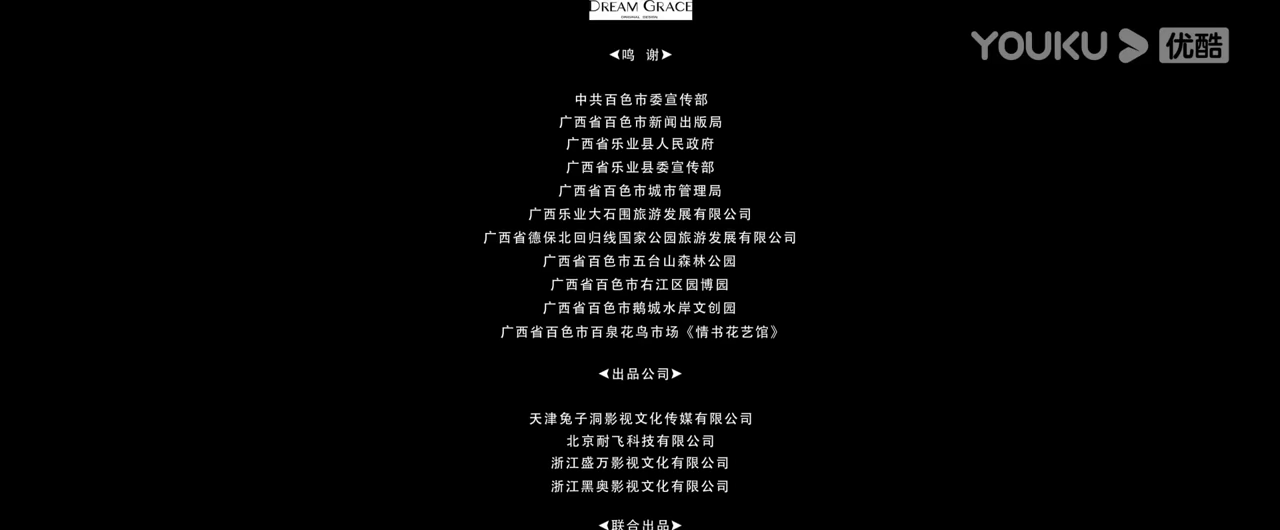 DREAM GRACE
ORIGINAL DESIGN
YOUKU 优酷
鸣 谢
中共百色市委宣传部
广西省百色市新闻出版局
广西省乐业县人民政府
广西省乐业县委宣传部
广西省百色市城市管理局
广西乐业大石围旅游发展有限公司
广西省德保北回归线国家公园旅游发展有限公司
广西省百色市五台山森林公园
广西省百色市右江区园博园
广西省百色市鹅城水岸文创园
广西省百色市百泉花鸟市场《情书花艺馆》
出品公司
天津兔子洞影视文化传媒有限公司
北京耐飞科技有限公司
浙江盛万影视文化有限公司
浙江黑奥影视文化有限公司
联合出品